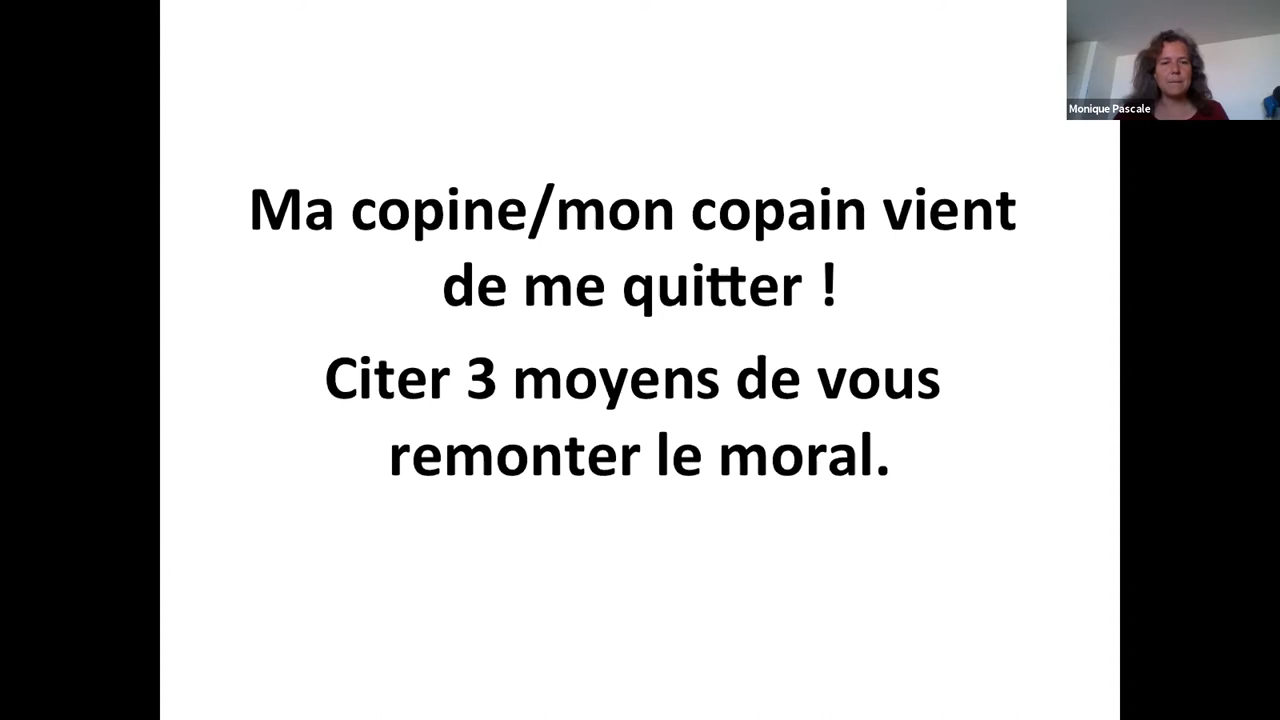 Monique Pascale
Ma copine/mon copain vient
de me quitter !
Citer 3 moyens de vous
remonter le moral.